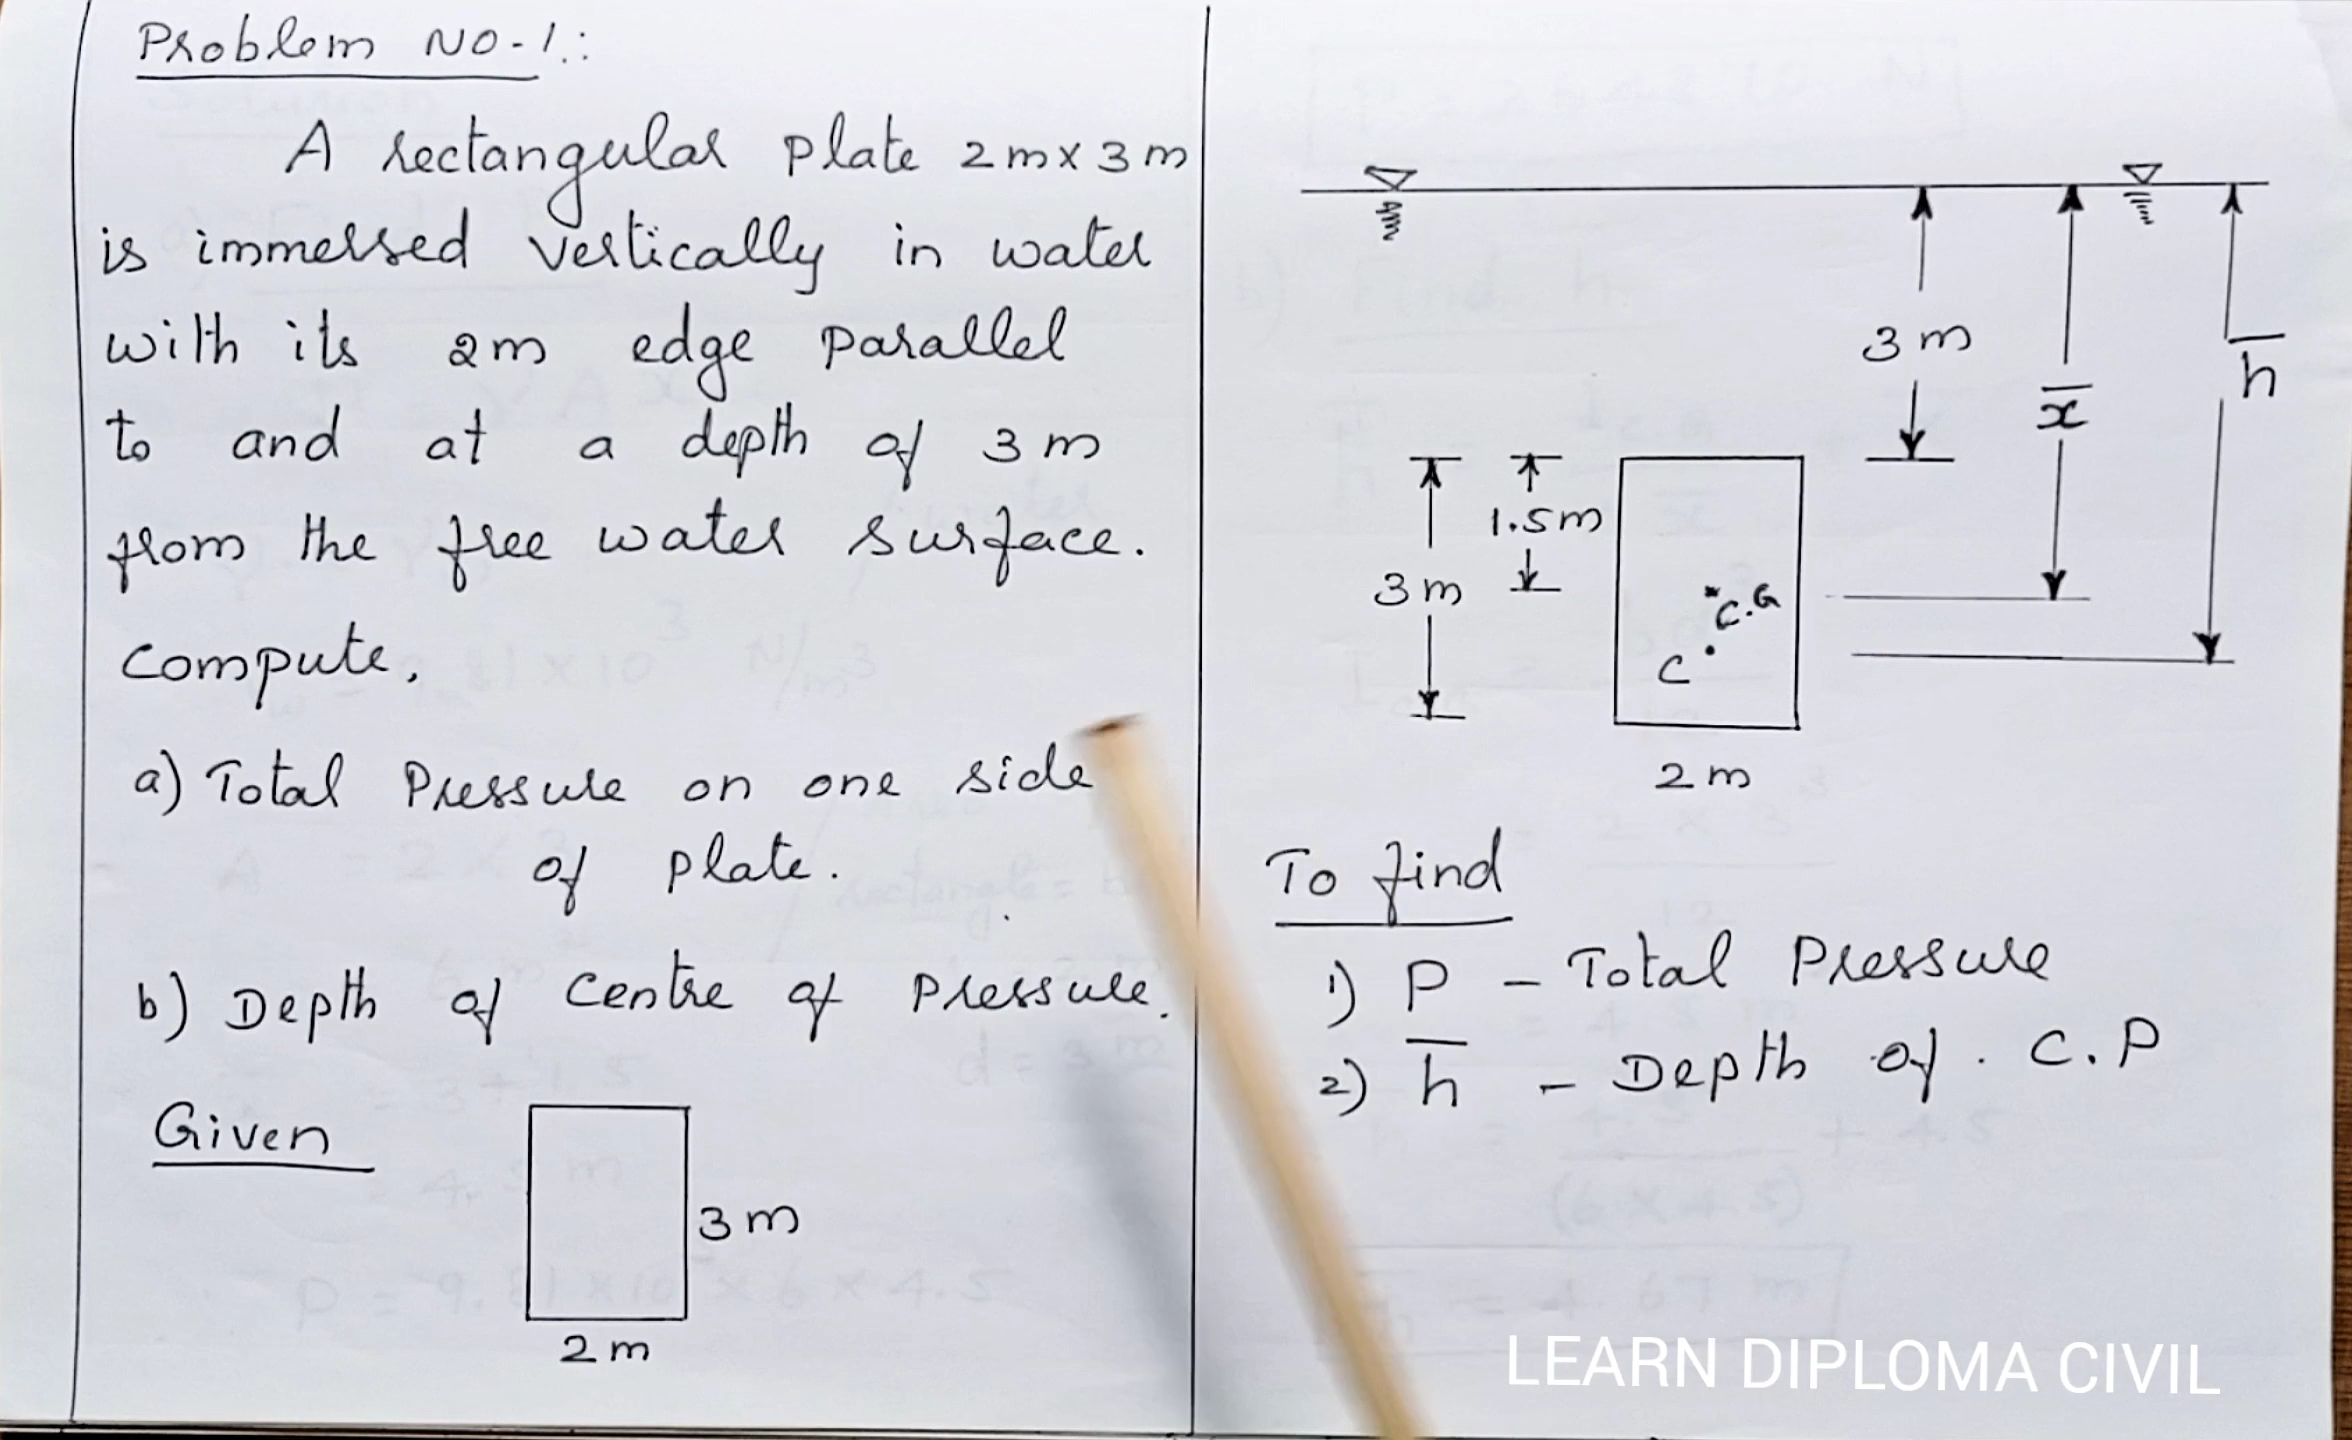 Problem NO-1.:
A rectangular plate 2m x 3m
is immersed vertically in water
with its 2m edge parallel
to and at a depth of 3m
from the free water surface.
compute,
a) Total Pressure on one side
of plate.
b) Depth of Centre of Pressure.
Given
3m
2m
3m
x̅
h̅
1.5m
3m
C.G
C
2m
To find
1) P - Total Pressure
2) h̅ - Depth of. C.P
LEARN DIPLOMA CIVIL